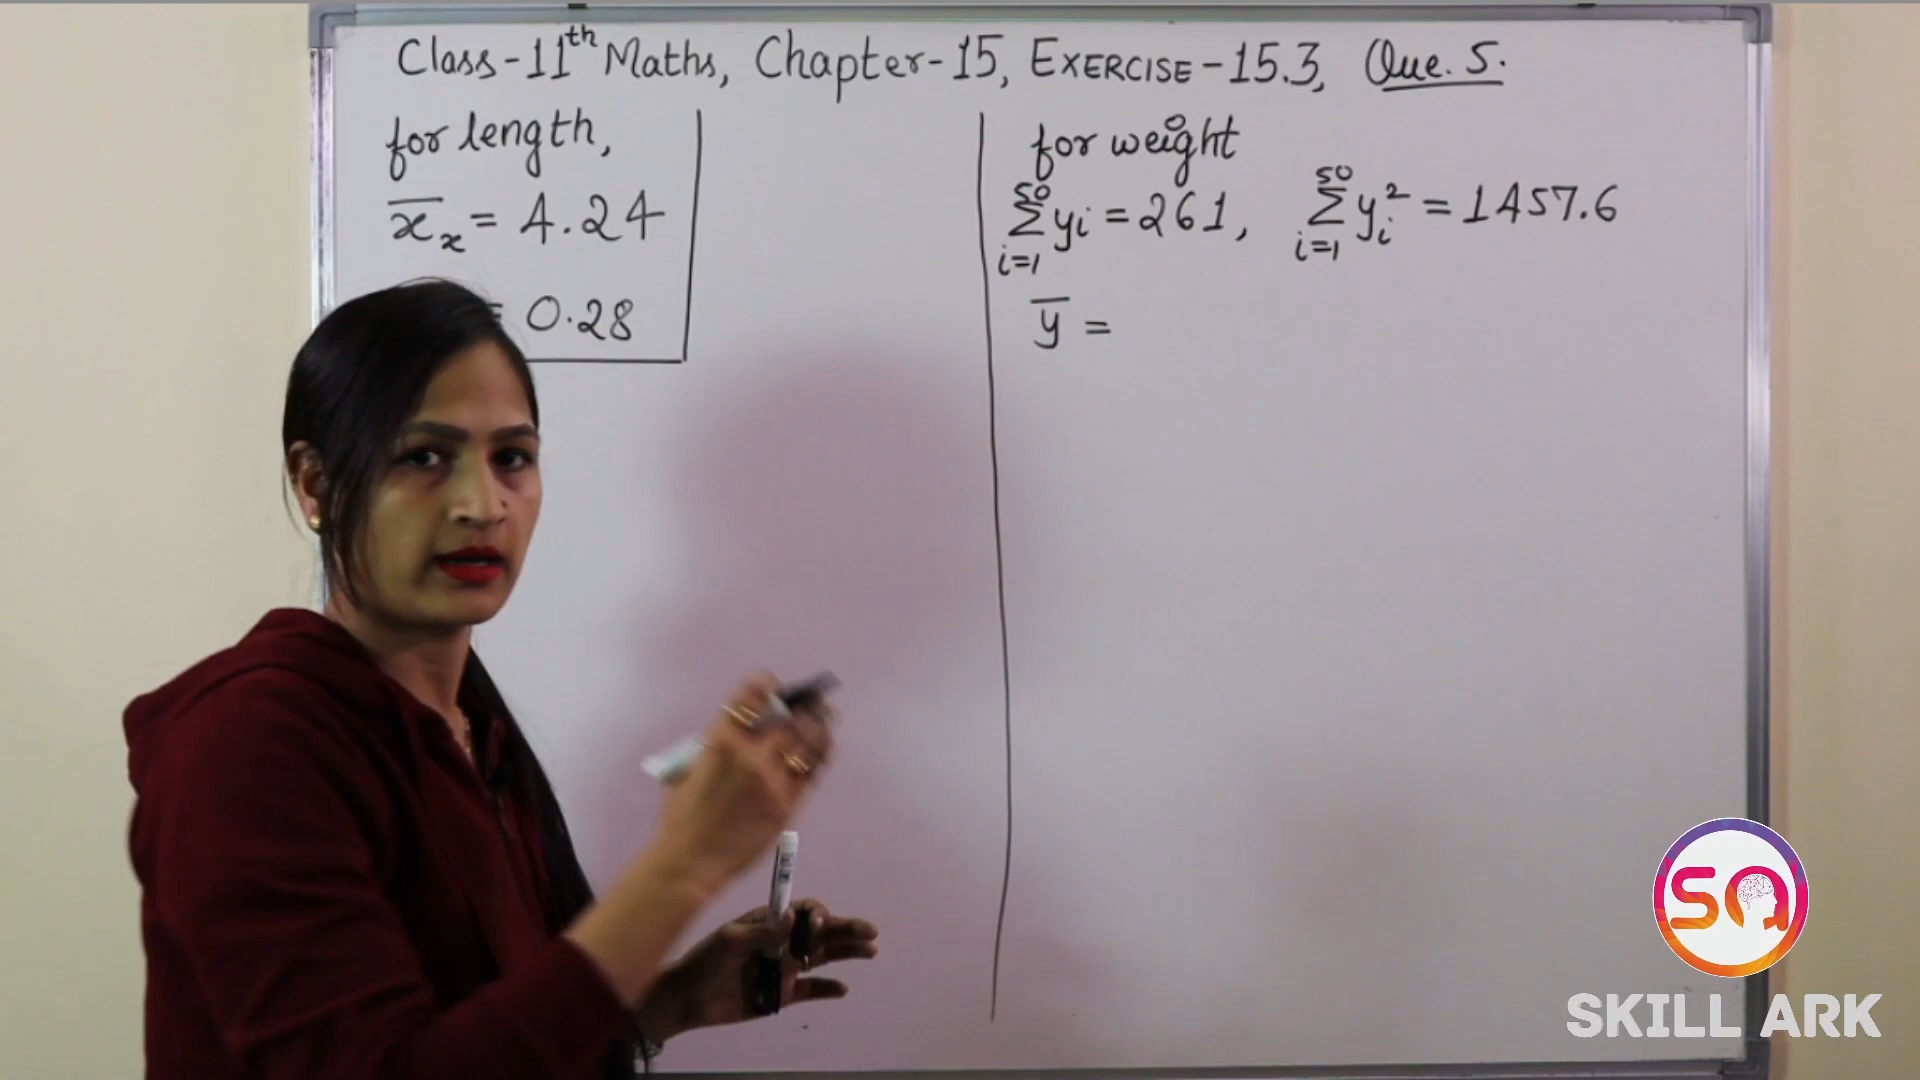 Class-11th Maths, Chapter-15, EXERCISE-15.3, Que. 5.
for length,
x̄ₓ = 4.24
= 0.28
for weight
50 Σ i=1 yi = 261, 50 Σ i=1 yi² = 1457.6
ȳ =
SA
SKILL ARK